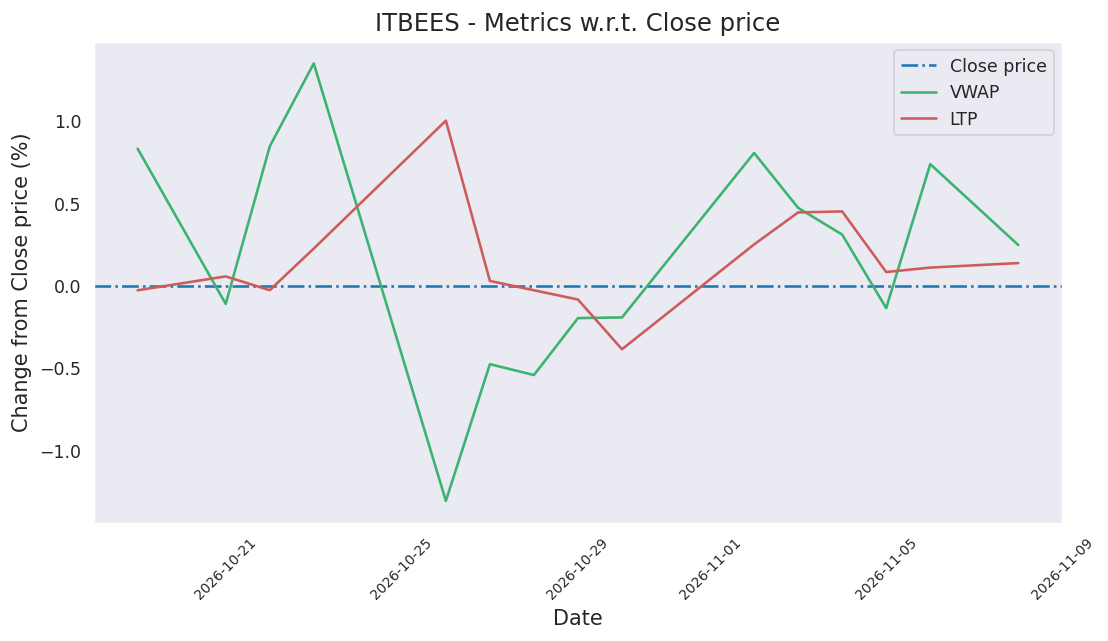 ITBEES - Metrics w.r.t. Close price
Close price
VWAP
LTP
Change from Close price (%)
1.0
0.5
0.0
−0.5
−1.0
2026-10-21
2026-10-25
2026-10-29
2026-11-01
2026-11-05
2026-11-09
Date